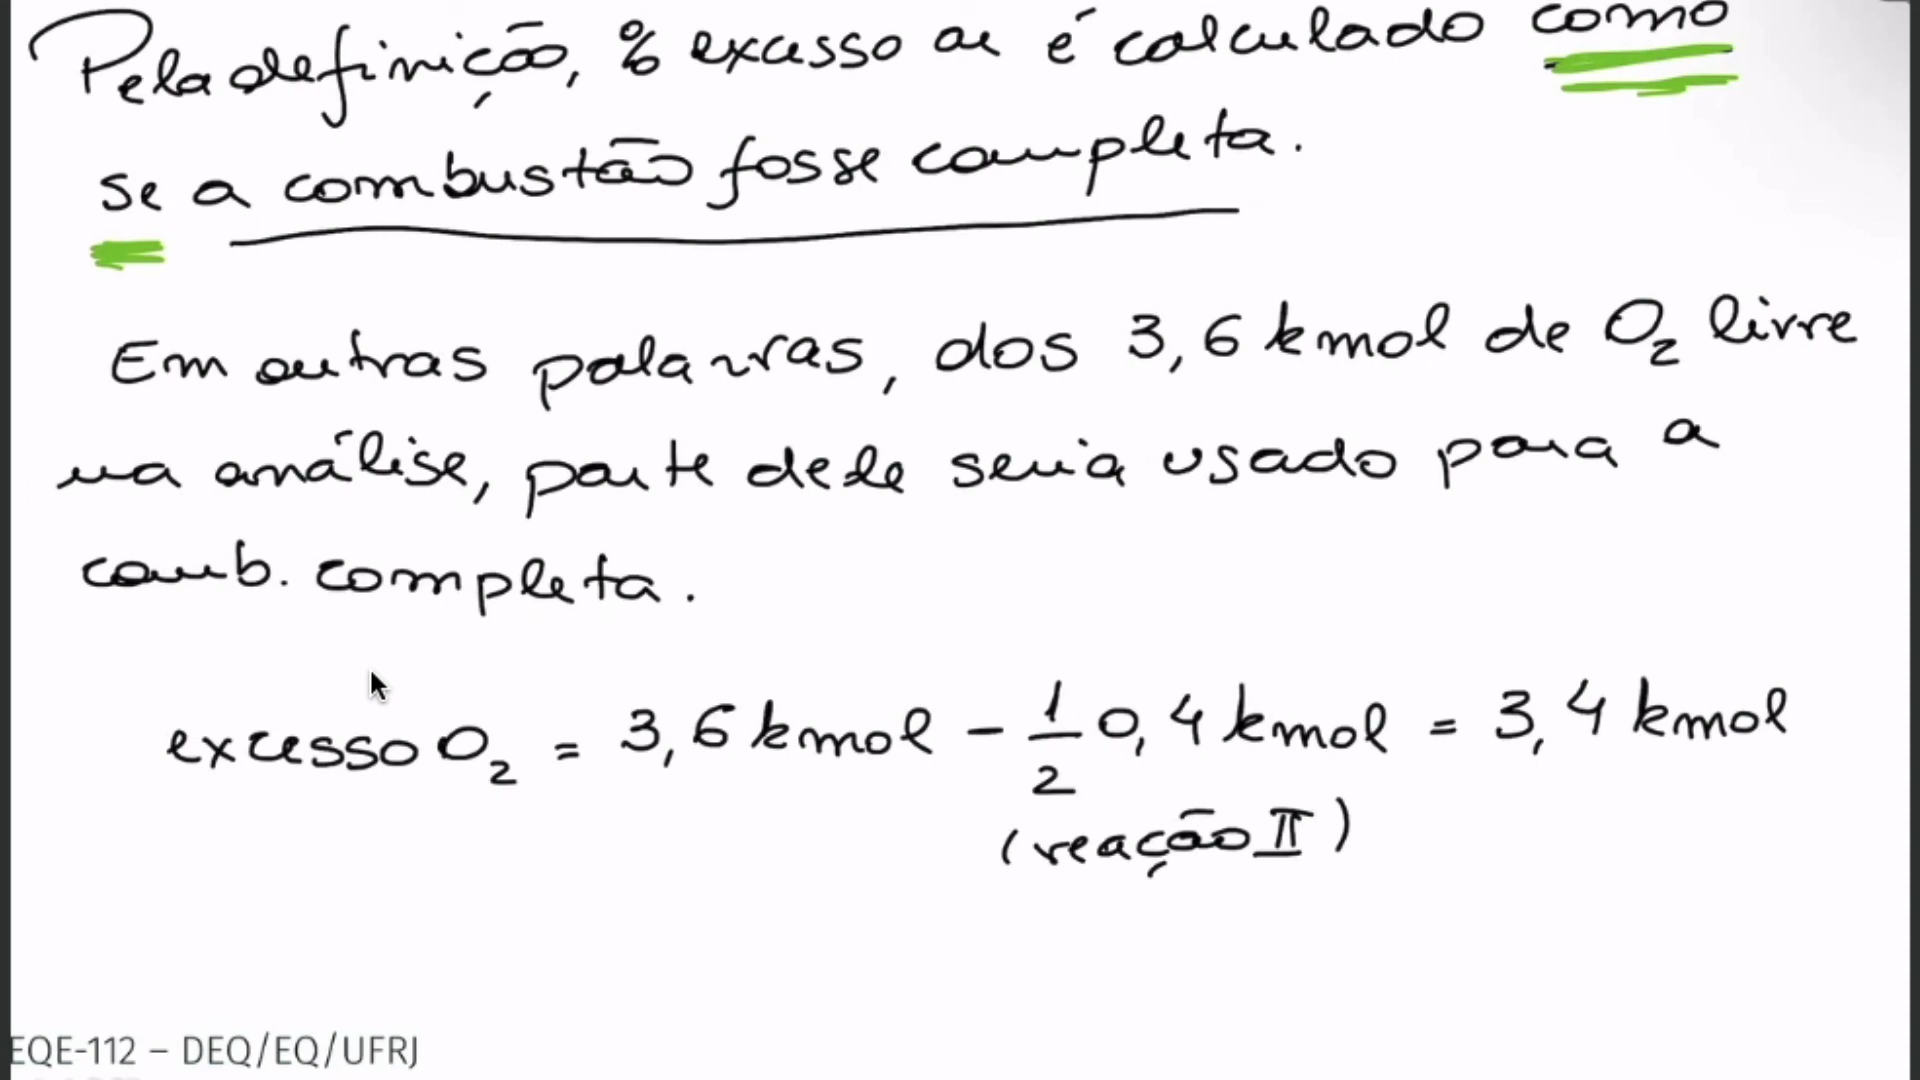 Pela definição, % excesso ar é calculado como
se a combustão fosse completa.
Em outras palavras, dos 3,6 kmol de O₂ livre
na análise, parte dele seria usado para a
comb. completa.
excesso O₂ = 3,6 kmol - 1/2 0,4 kmol = 3,4 kmol
(reação II)
EQE-112 – DEQ/EQ/UFRJ